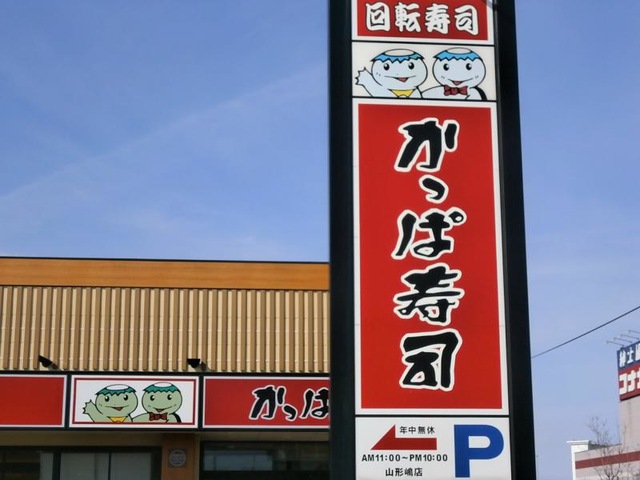 回転寿司
かっぱ寿司
年中無休
AM11:00～PM10:00
山形嶋店
P
かっぱ